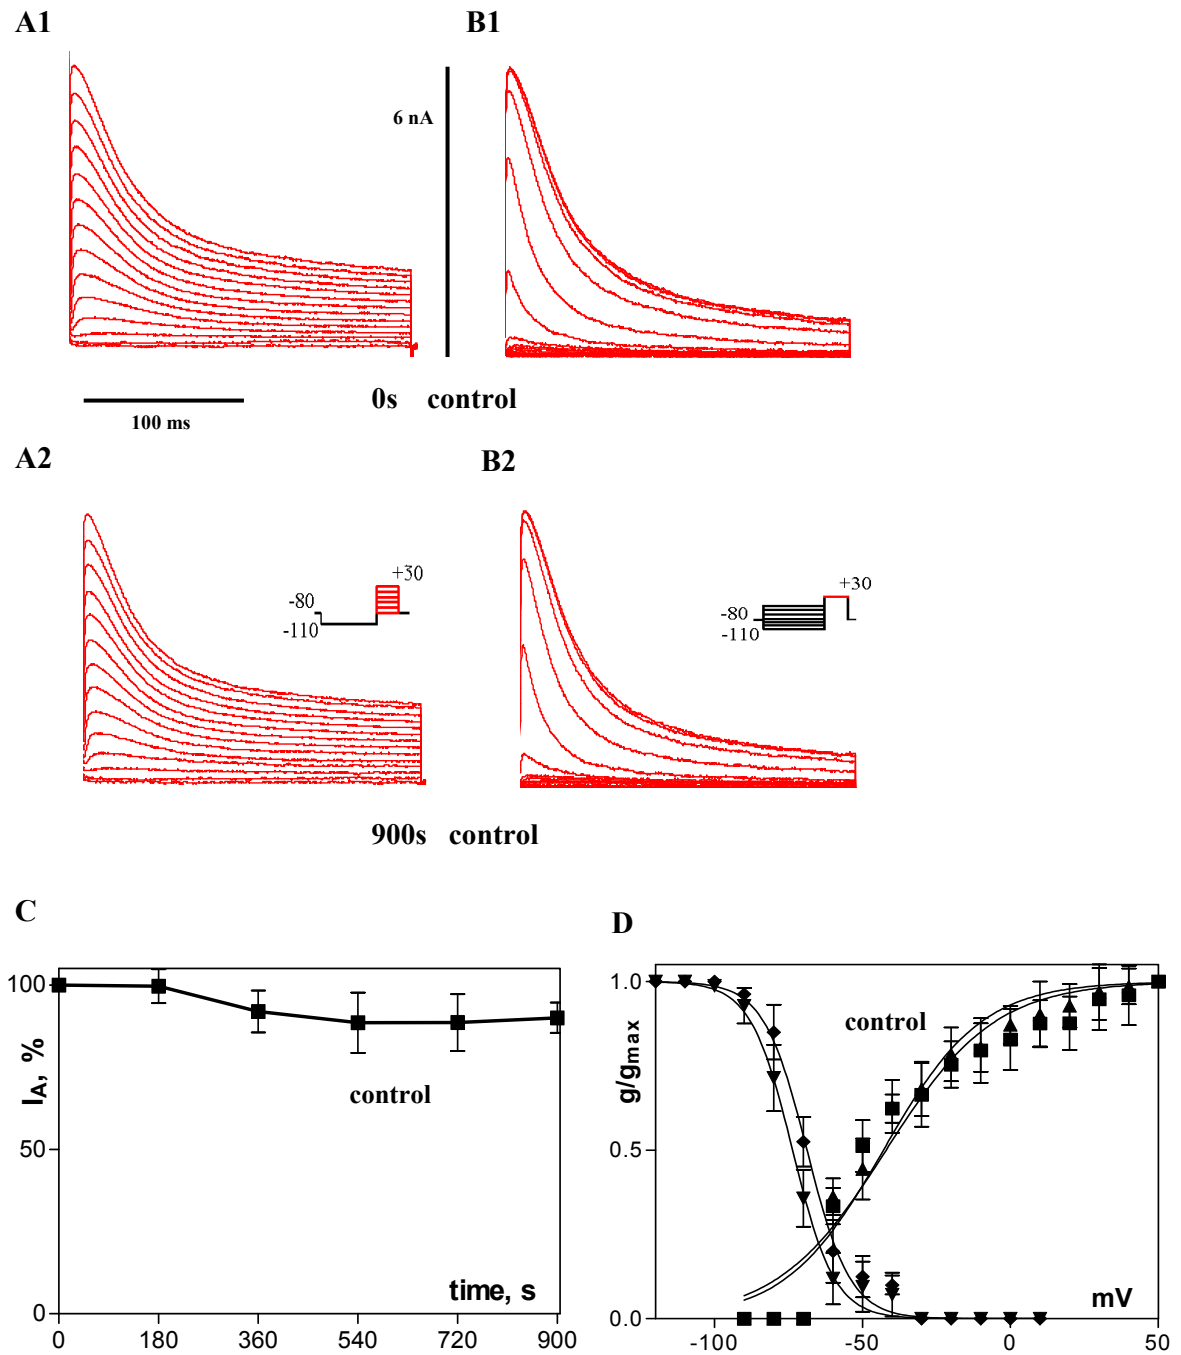 A1
B1
6 nA
0s control
100 ms
A2
B2
+30
-80
-110
+30
-80
-110
900s control
C
D
100
50
0
I_A, %
control
time, s
0 180 360 540 720 900
1.0
0.5
0.0
g/gmax
control
mV
-100 -50 0 50